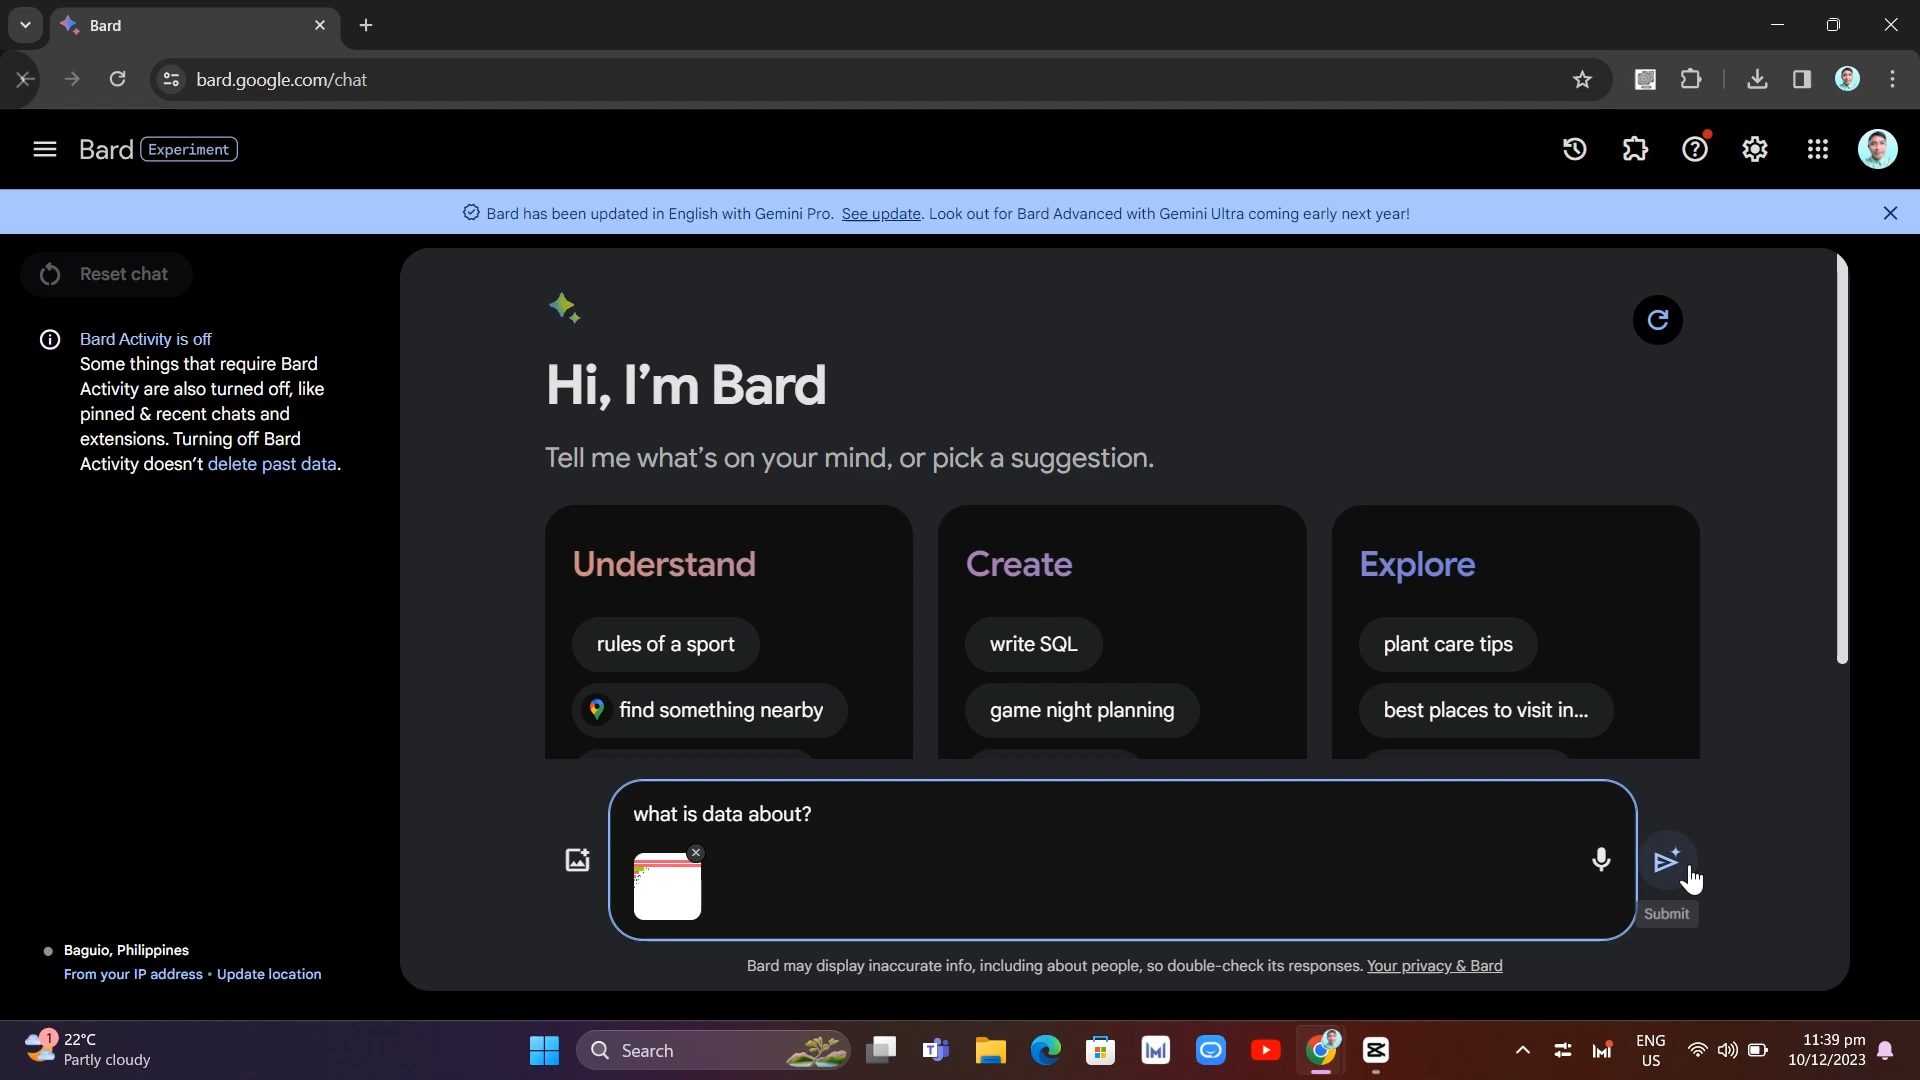 Bard
bard.google.com/chat
Bard Experiment
Bard has been updated in English with Gemini Pro. See update. Look out for Bard Advanced with Gemini Ultra coming early next year!
Reset chat
Bard Activity is off
Some things that require Bard
Activity are also turned off, like
pinned & recent chats and
extensions. Turning off Bard
Activity doesn't delete past data.
Hi, I'm Bard
Tell me what's on your mind, or pick a suggestion.
Understand
rules of a sport
find something nearby
Create
write SQL
game night planning
Explore
plant care tips
best places to visit in...
what is data about?
Submit
Bard may display inaccurate info, including about people, so double-check its responses. Your privacy & Bard
Baguio, Philippines
From your IP address • Update location
1
22°C
Partly cloudy
Search
ENG
US
11:39 pm
10/12/2023